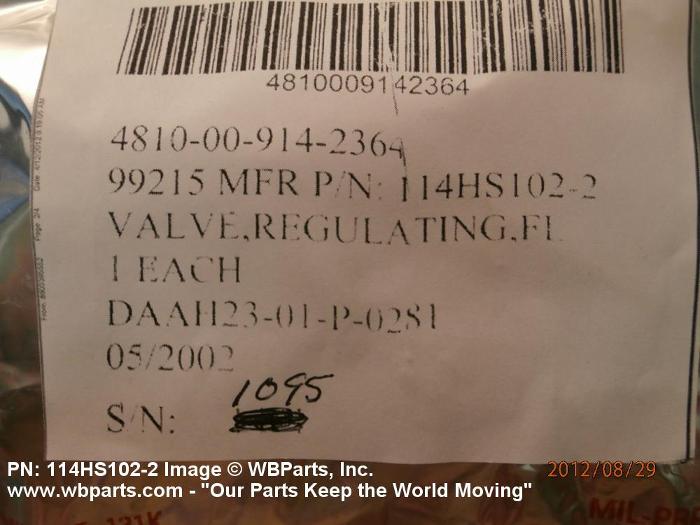 4810009142364
4810-00-914-2364
99215 MFR P/N: 114HS102-2
VALVE,REGULATING,FL
1 EACH
DAAH23-01-P-0281
05/2002
1095
S/N:
PN: 114HS102-2 Image © WBParts, Inc.
2012/08/29
www.wbparts.com - "Our Parts Keep the World Moving"